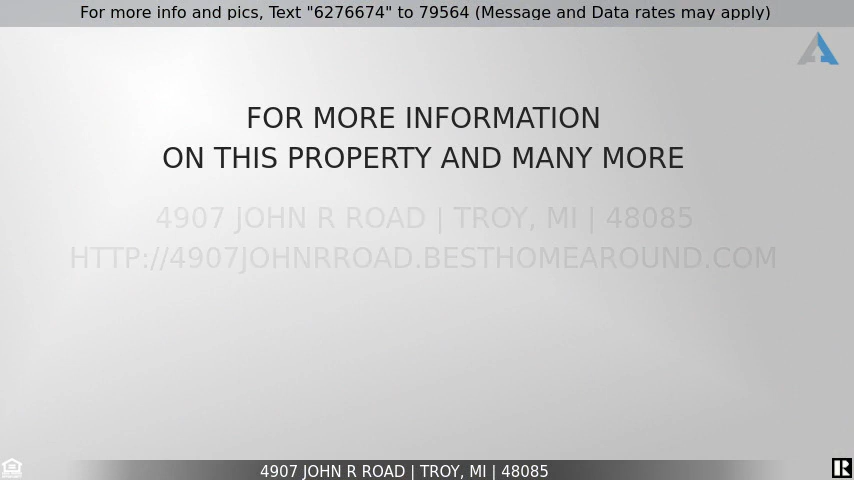 For more info and pics, Text "6276674" to 79564 (Message and Data rates may apply)
FOR MORE INFORMATION
ON THIS PROPERTY AND MANY MORE
4907 JOHN R ROAD | TROY, MI | 48085
HTTP://4907JOHNRROAD.BESTHOMEAROUND.COM
4907 JOHN R ROAD | TROY, MI | 48085